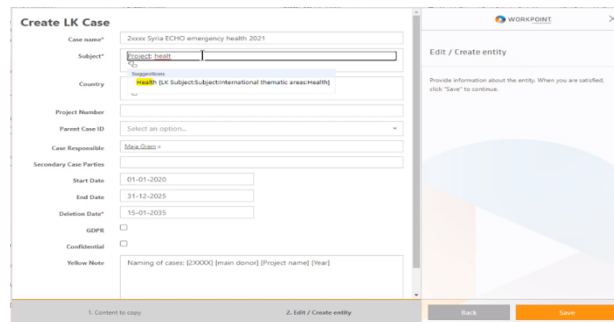 Create LK Case
WORKPOINT
Case name* 2xxxx Syria ECHO emergency health 2021
Subject* Project; healt
Suggestions
Health [LK Subject:Subject:International thematic areas:Health]
Country
Project Number
Parent Case ID Select an option...
Case Responsible Maja Gram ×
Secondary Case Parties
Start Date 01-01-2020
End Date 31-12-2025
Deletion Date* 15-01-2035
GDPR
Confidential
Yellow Note Naming of cases: [2XXXX] [main donor] [Project name] [Year]
1. Content to copy
2. Edit / Create entity
Edit / Create entity
Provide information about the entity. When you are satisfied,
click "Save" to continue.
Back
Save